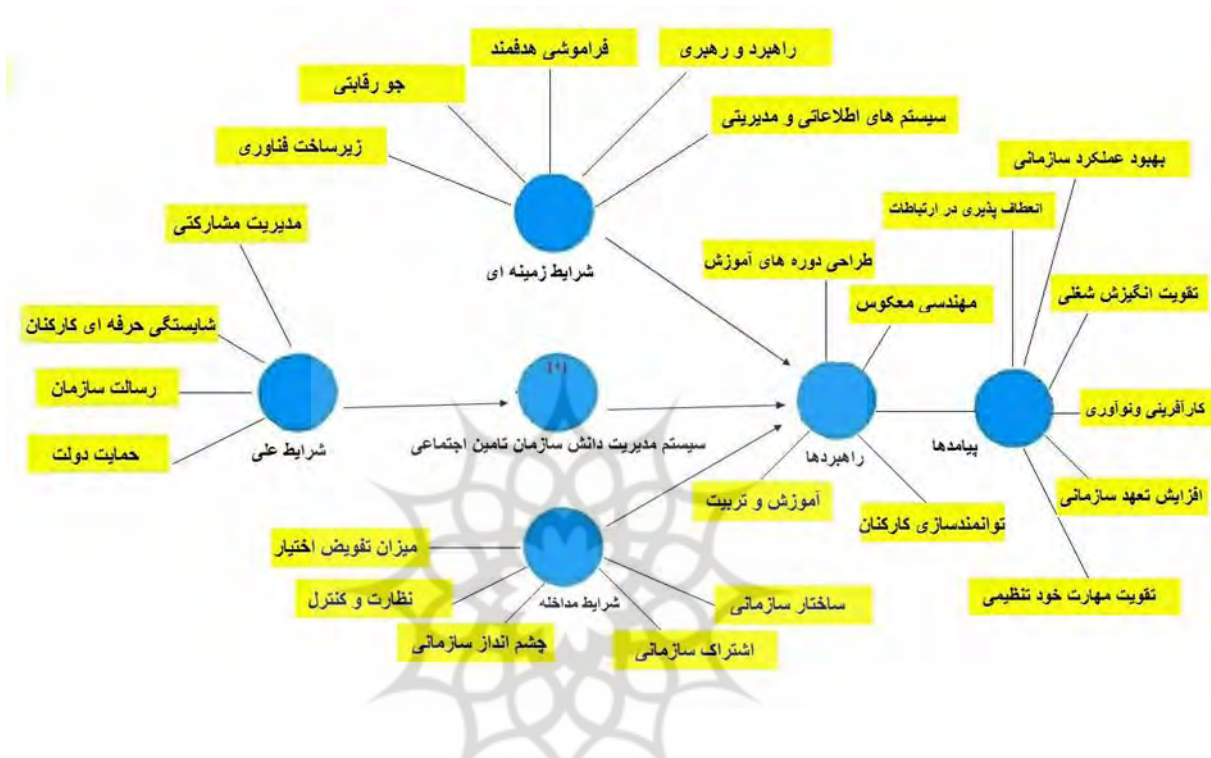 راهبرد و رهبری
فراموشی هدفمند
جو رقابتی
سیستم های اطلاعاتی و مدیریتی
زیرساخت فناوری
شرایط زمینه ای
بهبود عملکرد سازمانی
انعطاف پذیری در ارتباطات
تقویت انگیزش شغلی
کارآفرینی ونوآوری
افزایش تعهد سازمانی
تقویت مهارت خود تنظیمی
پیامدها
طراحی دوره های آموزش
مهندسی معکوس
راهبردها
آموزش و تربیت
توانمندسازی کارکنان
مدیریت مشارکتی
شایستگی حرفه ای کارکنان
رسالت سازمان
حمایت دولت
شرایط علی
[+]
سیستم مدیریت دانش سازمان تامین اجتماعی
میزان تفویض اختیار
نظارت و کنترل
شرایط مداخله
چشم انداز سازمانی
ساختار سازمانی
اشتراک سازمانی